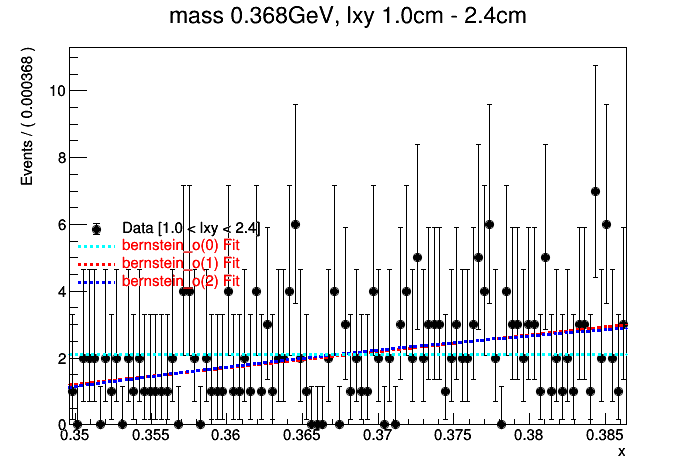 mass 0.368GeV, lxy 1.0cm - 2.4cm
Events / ( 0.000368 )
10
8
6
4
2
0
Data [1.0 < lxy < 2.4]
bernstein_o(0) Fit
bernstein_o(1) Fit
bernstein_o(2) Fit
0.35 0.355 0.36 0.365 0.37 0.375 0.38 0.385
x